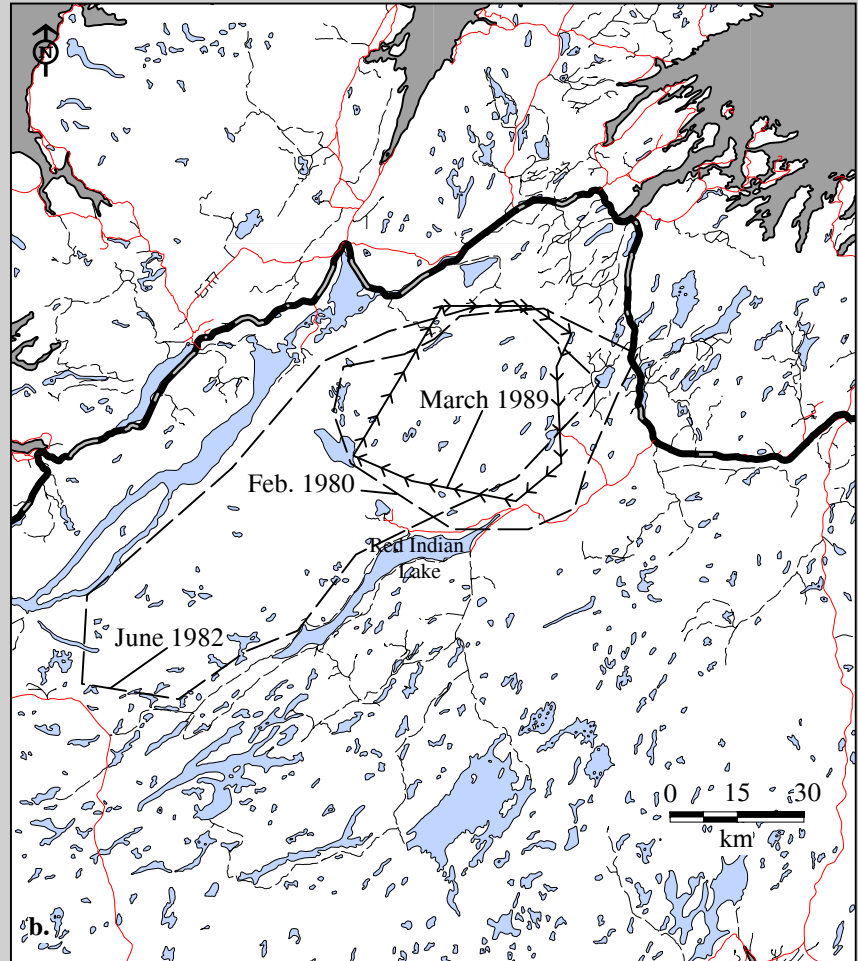 N
March 1989
Feb. 1980
Red Indian
Lake
June 1982
0 15 30
km
b.